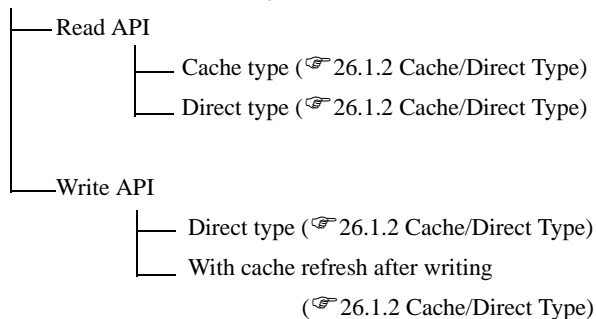 Read API
Cache type (☞ 26.1.2 Cache/Direct Type)
Direct type (☞ 26.1.2 Cache/Direct Type)
Write API
Direct type (☞ 26.1.2 Cache/Direct Type)
With cache refresh after writing
(☞ 26.1.2 Cache/Direct Type)